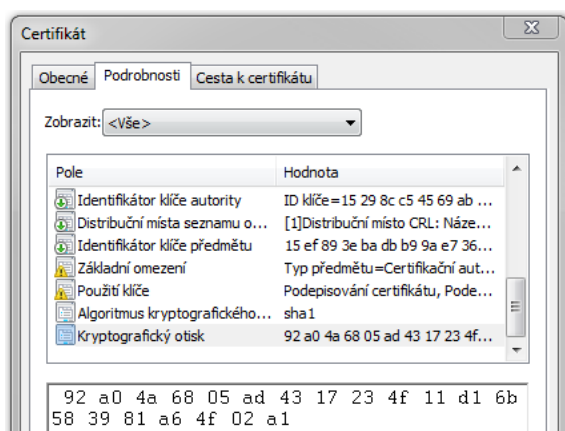 Certifikát
Obecné Podrobnosti Cesta k certifikátu
Zobrazit: <Vše>
Pole Hodnota
Identifikátor klíče autority ID klíče=15 29 8c c5 45 69 ab ...
Distribuční místa seznamu o... [1]Distribuční místo CRL: Náze...
Identifikátor klíče předmětu 15 ef 89 3e ba db b9 9a e7 36...
Základní omezení Typ předmětu=Certifikační aut...
Použití klíče Podepisování certifikátu, Pode...
Algoritmus kryptografického... sha1
Kryptografický otisk 92 a0 4a 68 05 ad 43 17 23 4f...
92 a0 4a 68 05 ad 43 17 23 4f 11 d1 6b
58 39 81 a6 4f 02 a1